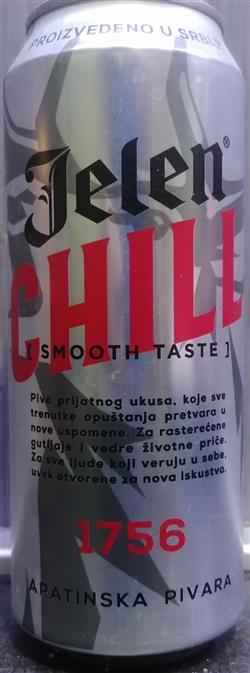 PROIZVEDENO U SRBIJI
Jelen®
CHILL
[ SMOOTH TASTE ]
Pivo prijatnog ukusa, koje sve
trenutke opuštanja pretvara u
nove uspomene. Za rasterećene
gutljaje i vedre životne priče.
Za sve ljude koji veruju u sebe,
uvek otvorene za nova iskustva.
1756
APATINSKA PIVARA